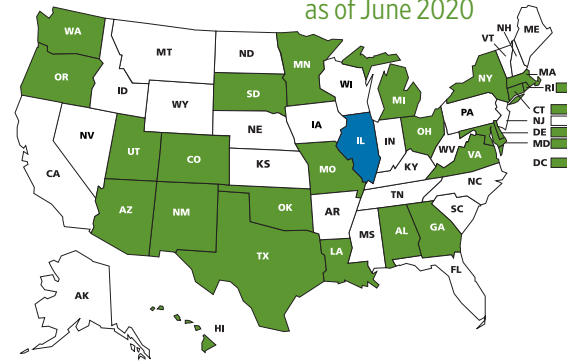 as of June 2020
WA
MT
ND
MN
VT
NH
ME
OR
ID
SD
WI
MI
NY
MA
RI
WY
CT
NJ
DE
MD
DC
NV
UT
CO
NE
IA
IL
IN
OH
PA
WV
VA
CA
KS
MO
KY
NC
AZ
NM
OK
AR
TN
SC
TX
LA
MS
AL
GA
FL
AK
HI